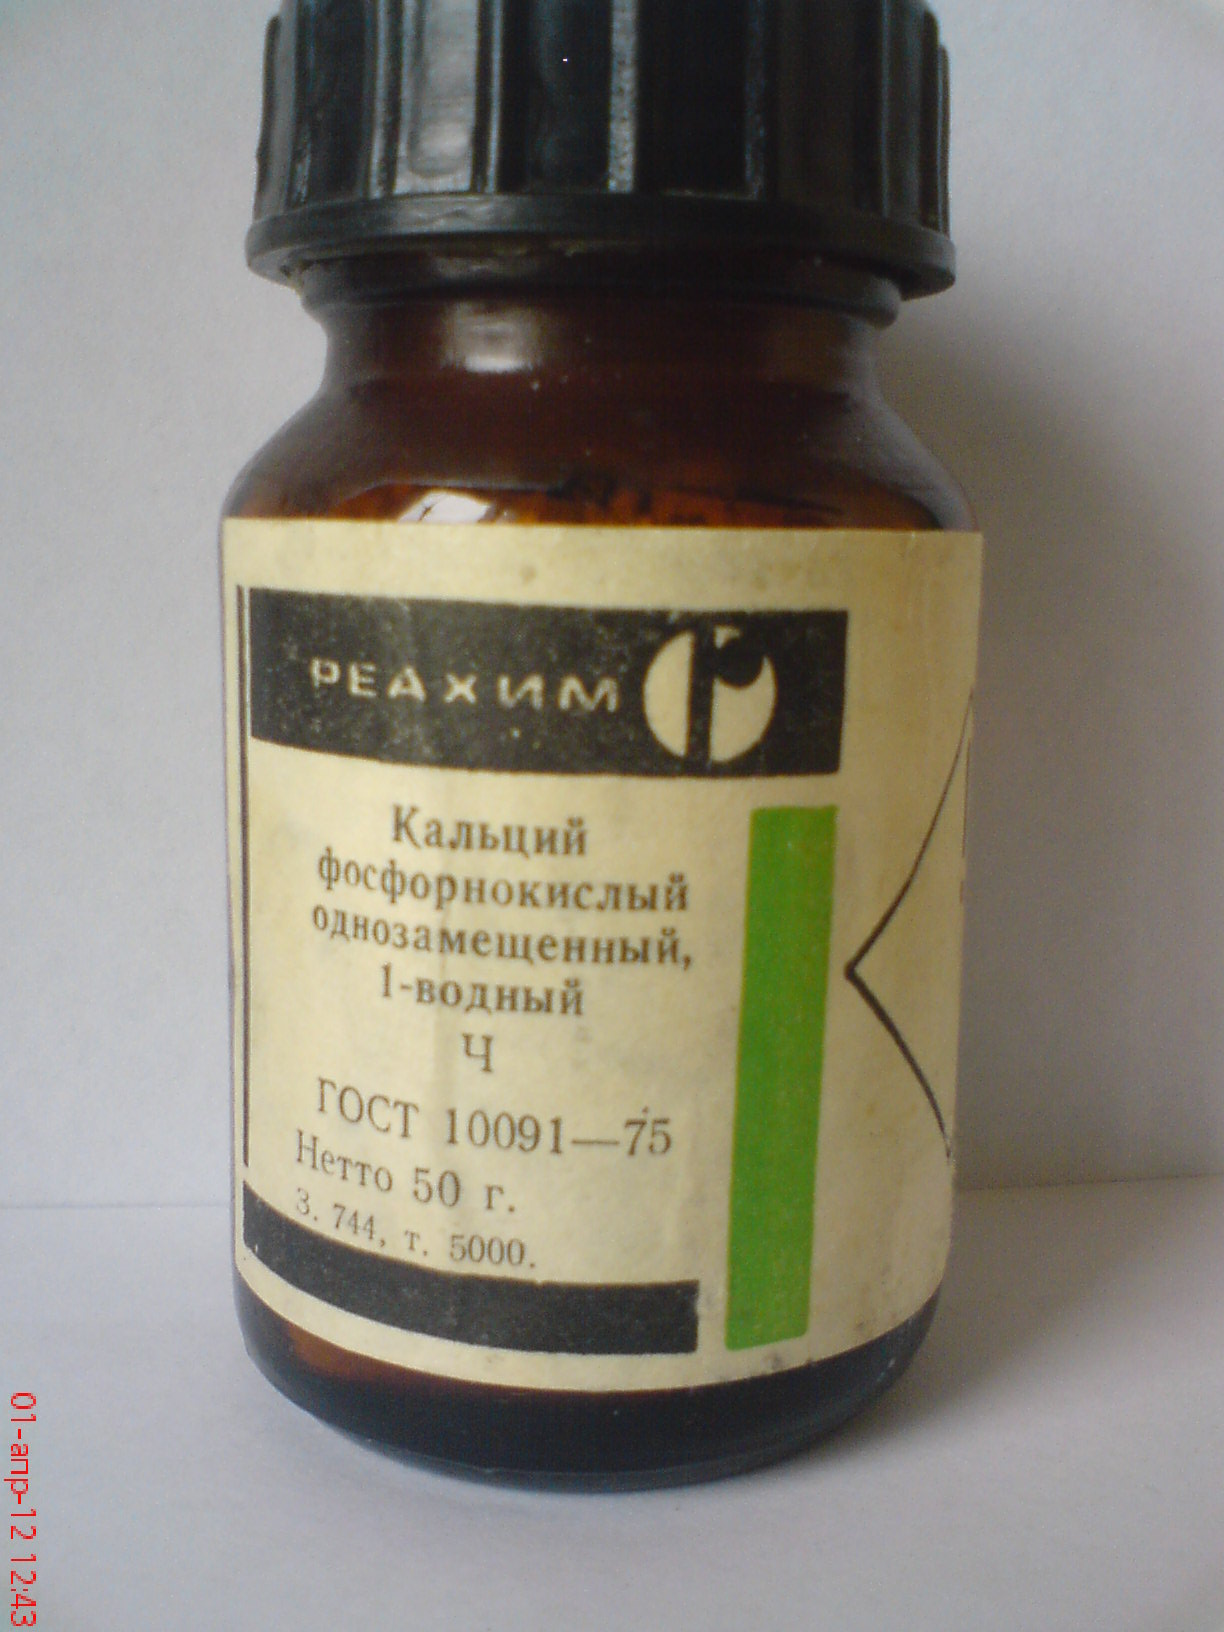 РЕАХИМ
Кальций
фосфорнокислый
однозамещенный,
1-водный
Ч
ГОСТ 10091—75
Нетто 50 г.
З. 744, т. 5000.
01-апр-12 12:43